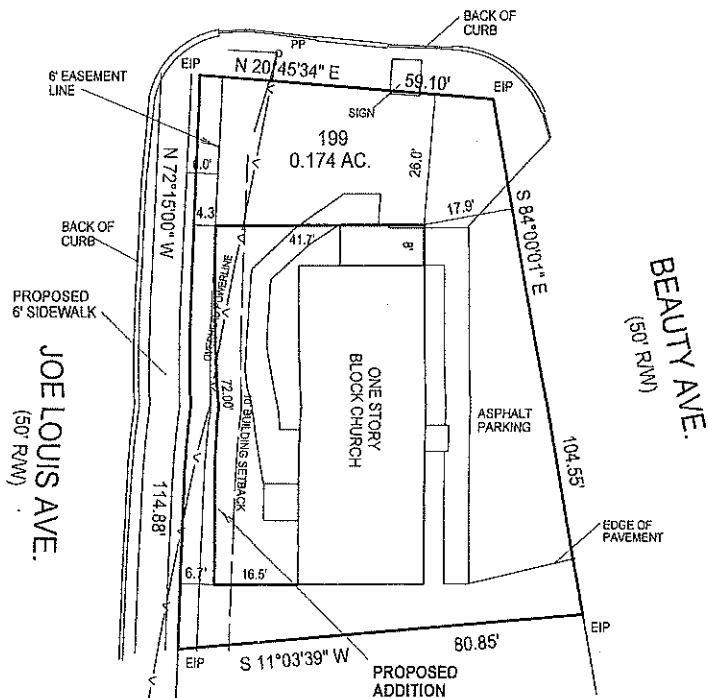 BACK OF
CURB
PP
EIP
N 20°45'34" E
59.10'
EIP
6' EASEMENT
LINE
SIGN
199
0.174 AC.
26.0'
N 72°15'00" W
4.3
17.9'
S 84°00'01" E
BACK OF
CURB
41.7'
8'
BEAUTY AVE.
(50' R/W)
PROPOSED
6' SIDEWALK
OVERHEAD POWERLINE
72.00'
10' BUILDING SETBACK
ONE STORY
BLOCK CHURCH
ASPHALT
PARKING
JOE LOUIS AVE.
(50' R/W)
104.55'
114.88'
EDGE OF
PAVEMENT
6.7'
16.5'
EIP
EIP
S 11°03'39" W
80.85'
PROPOSED
ADDITION